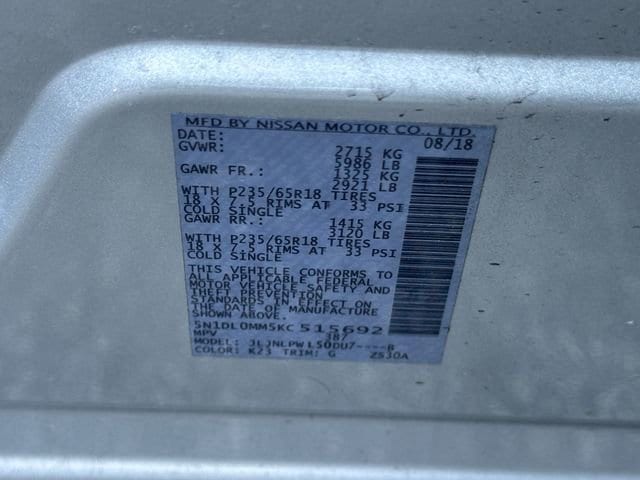 MFD BY NISSAN MOTOR CO., LTD.
DATE: 08/18
GVWR: 2715 KG
5986 LB
GAWR FR.: 1325 KG
2921 LB
WITH P235/65R18 TIRES
18 X 7.5 RIMS AT 33 PSI
COLD SINGLE
GAWR RR.: 1415 KG
3120 LB
WITH P235/65R18 TIRES
18 X 7.5 RIMS AT 33 PSI
COLD SINGLE
THIS VEHICLE CONFORMS TO
ALL APPLICABLE FEDERAL
MOTOR VEHICLE SAFETY AND
THEFT PREVENTION
STANDARDS IN EFFECT ON
THE DATE OF MANUFACTURE
SHOWN ABOVE.
5N1DL0MM5KC515692
MPV 387
MODEL: JLJNLPWL50DU7----B
COLOR: K23 TRIM: G Z530A